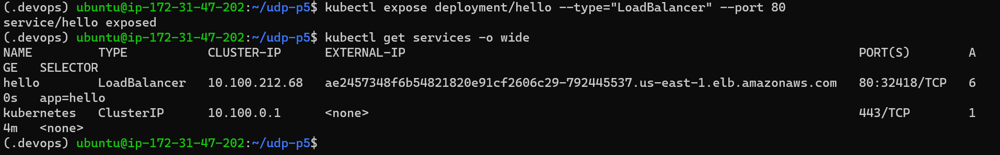 (.devops) ubuntu@ip-172-31-47-202:~/udp-p5$ kubectl expose deployment/hello --type="LoadBalancer" --port 80
service/hello exposed
(.devops) ubuntu@ip-172-31-47-202:~/udp-p5$ kubectl get services -o wide
NAME         TYPE           CLUSTER-IP      EXTERNAL-IP                                                              PORT(S)        A
GE   SELECTOR
hello        LoadBalancer   10.100.212.68   ae2457348f6b54821820e91cf2606c29-792445537.us-east-1.elb.amazonaws.com   80:32418/TCP   6
0s   app=hello
kubernetes   ClusterIP      10.100.0.1      <none>                                                                   443/TCP        1
4m   <none>
(.devops) ubuntu@ip-172-31-47-202:~/udp-p5$